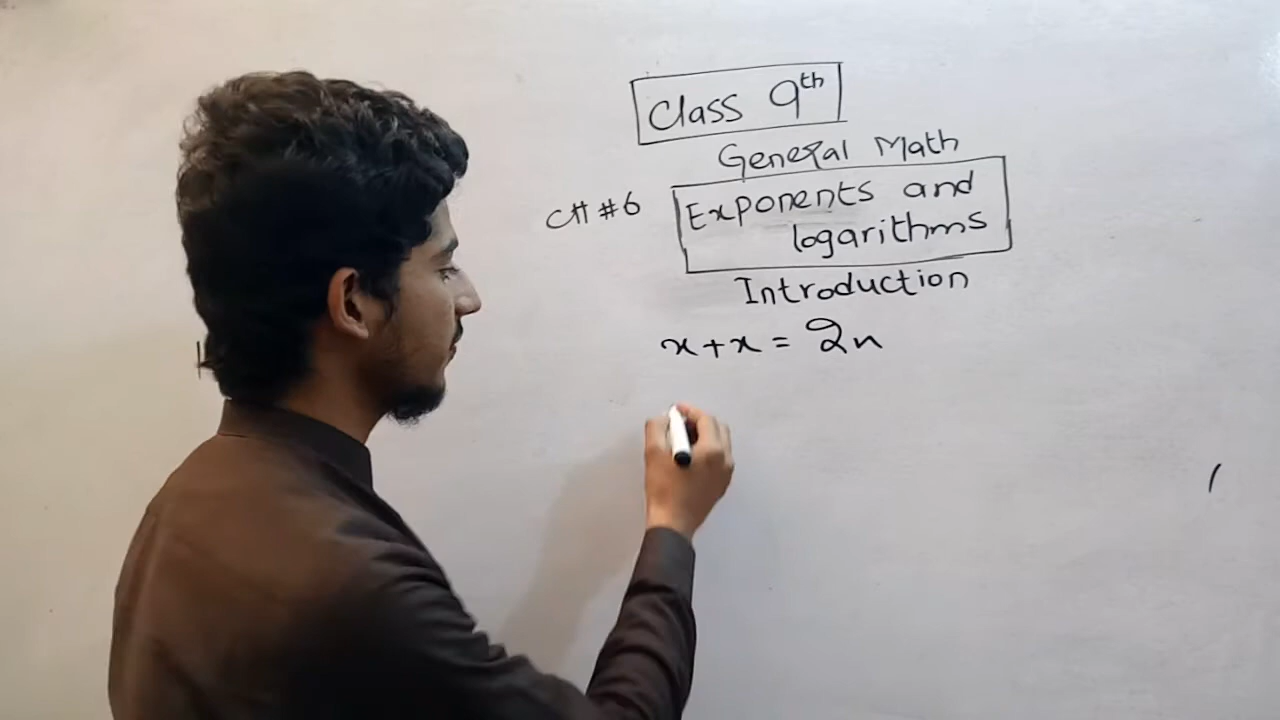 Class 9th
General Math
CH #6
Exponents and
logarithms
Introduction
x+x = 2x